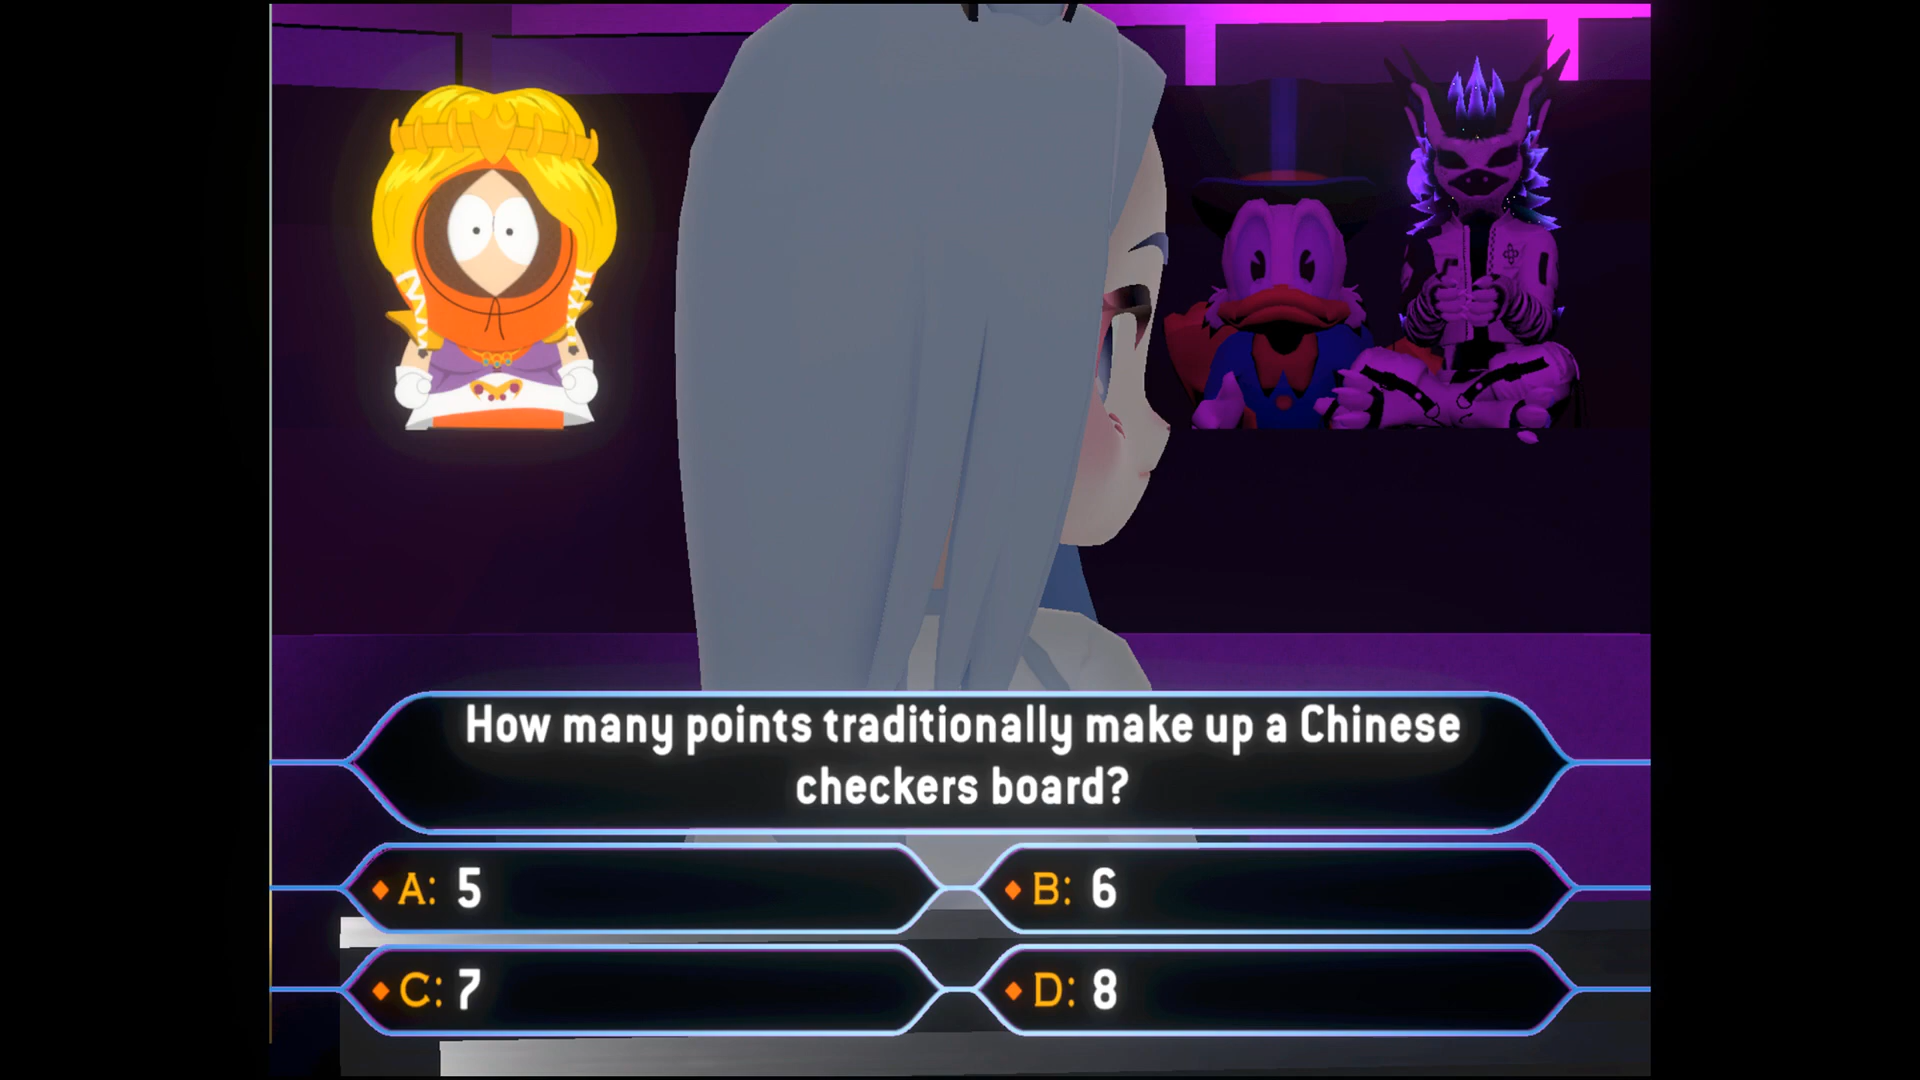 How many points traditionally make up a Chinese
checkers board?
A: 5
B: 6
C: 7
D: 8